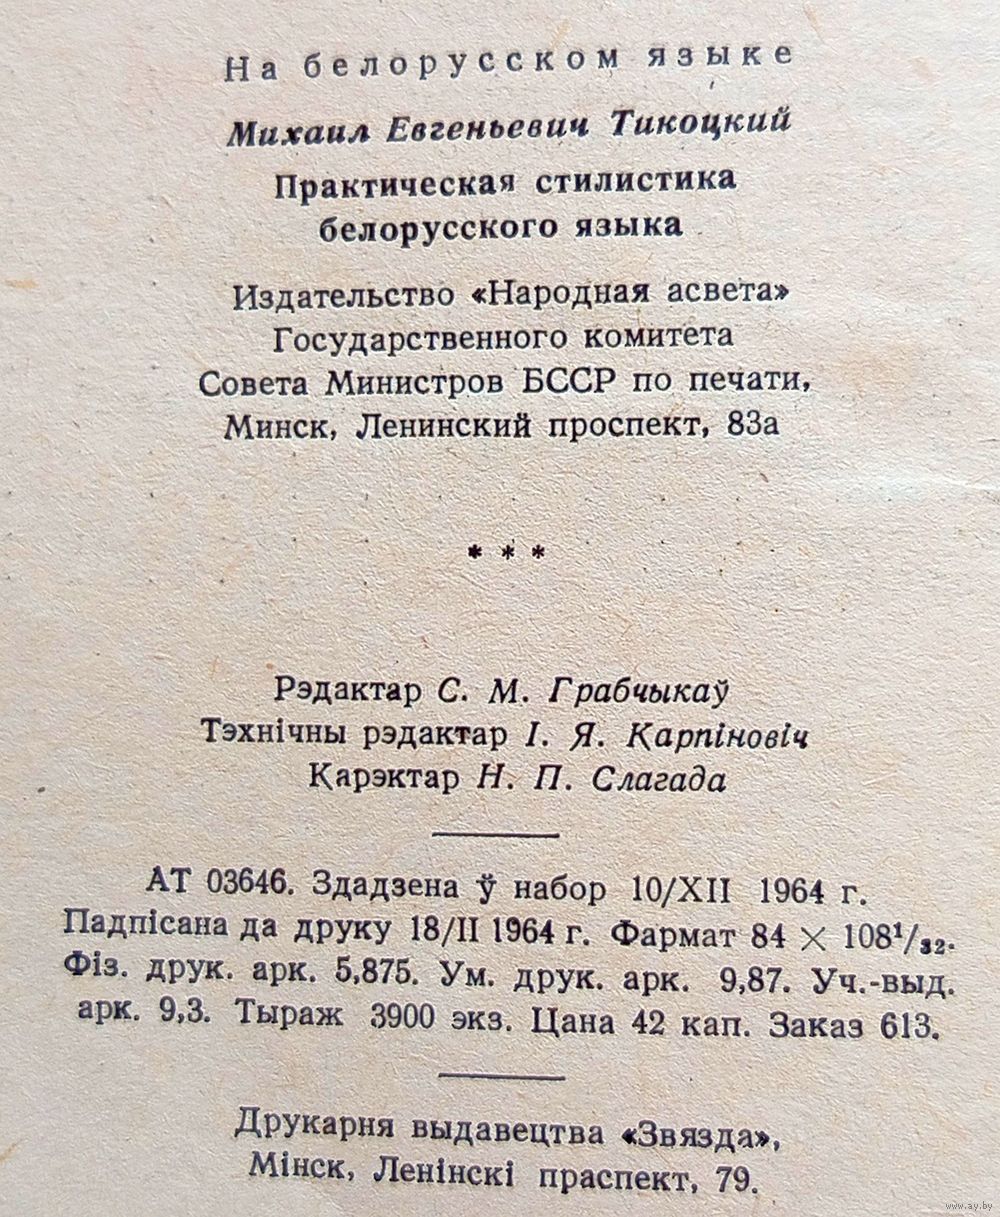 На белорусском языке
Михаил Евгеньевич Тикоцкий
Практическая стилистика
белорусского языка
Издательство «Народная асвета»
Государственного комитета
Совета Министров БССР по печати,
Минск, Ленинский проспект, 83а
* * *
Рэдактар С. М. Грабчыкаў
Тэхнічны рэдактар І. Я. Карпіновіч
Карэктар Н. П. Слагада
АТ 03646. Здадзена ў набор 10/XII 1964 г.
Падпісана да друку 18/II 1964 г. Фармат 84 × 108¹/₃₂.
Фіз. друк. арк. 5,875. Ум. друк. арк. 9,87. Уч.-выд.
арк. 9,3. Тыраж 3900 экз. Цана 42 кап. Заказ 613.
Друкарня выдавецтва «Звязда»,
Мінск, Ленінскі праспект, 79.
www.ay.by